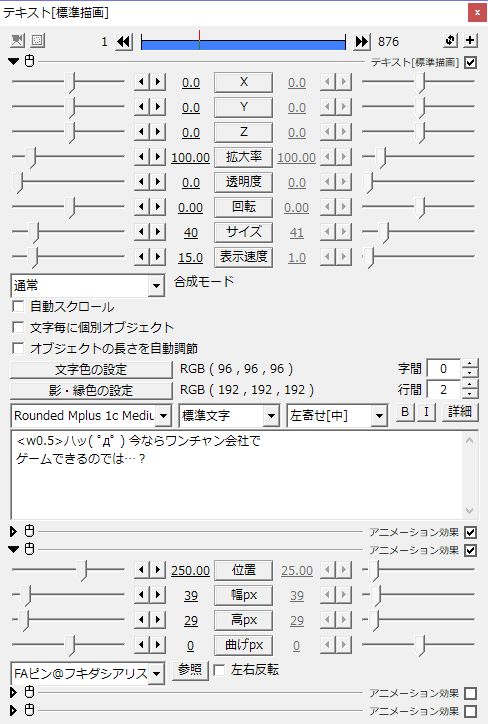 テキスト[標準描画]
1 876
テキスト[標準描画]
0.0 X 0.0
0.0 Y 0.0
0.0 Z 0.0
100.00 拡大率 100.00
0.0 透明度 0.0
0.00 回転 0.00
40 サイズ 41
15.0 表示速度 1.0
通常 合成モード
自動スクロール
文字毎に個別オブジェクト
オブジェクトの長さを自動調節
文字色の設定 RGB ( 96 , 96 , 96 ) 字間 0
影・縁色の設定 RGB ( 192 , 192 , 192 ) 行間 2
Rounded Mplus 1c Mediu 標準文字 左寄せ[中] B I 詳細
<w0.5>ハッ( ﾟдﾟ ) 今ならワンチャン会社で
ゲームできるのでは…？
アニメーション効果
アニメーション効果
250.00 位置 25.00
39 幅px 39
29 高px 29
0 曲げpx 0
FAピン@フキダシアリス 参照 左右反転
アニメーション効果
アニメーション効果